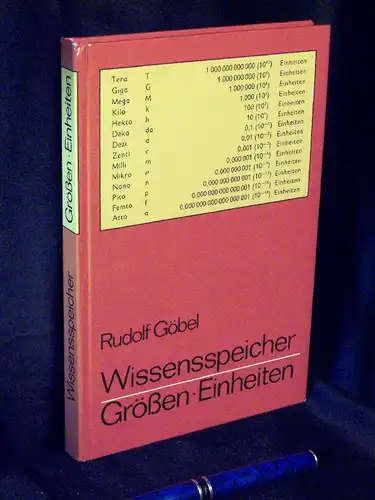 Tera T 1 000 000 000 000 (10¹²) Einheiten
Giga G 1 000 000 000 (10⁹) Einheiten
Mega M 1 000 000 (10⁶) Einheiten
Kilo k 1 000 (10³) Einheiten
Hekto h 100 (10²) Einheiten
Deka da 10 (10¹) Einheiten
Dezi d 0,1 (10⁻¹) Einheiten
Zenti c 0,01 (10⁻²) Einheiten
Milli m 0,001 (10⁻³) Einheiten
Mikro µ 0,000 001 (10⁻⁶) Einheiten
Nano n 0,000 000 001 (10⁻⁹) Einheiten
Pico p 0,000 000 000 001 (10⁻¹²) Einheiten
Femto f 0,000 000 000 000 001 (10⁻¹⁵) Einheiten
Atto a 0,000 000 000 000 000 001 (10⁻¹⁸) Einheiten
Rudolf Göbel
Wissensspeicher
Größen · Einheiten
Wissensspeicher Größen · Einheiten